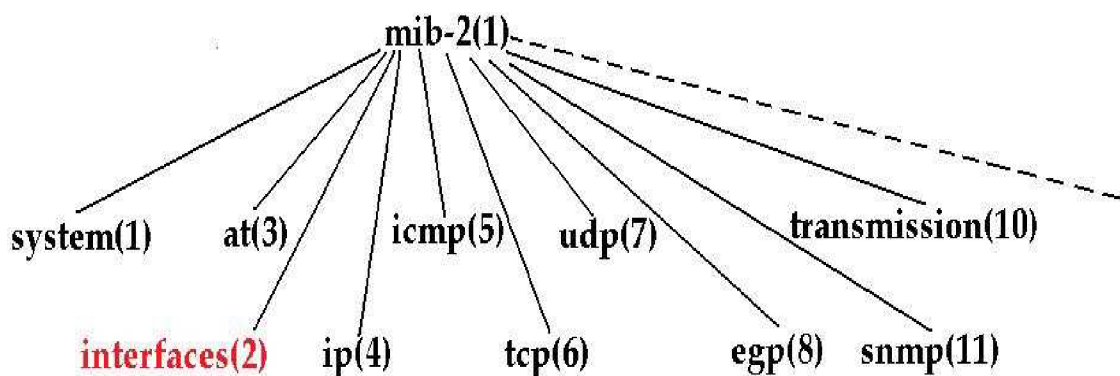 mib-2(1)
system(1) at(3) icmp(5) udp(7) transmission(10)
interfaces(2) ip(4) tcp(6) egp(8) snmp(11)